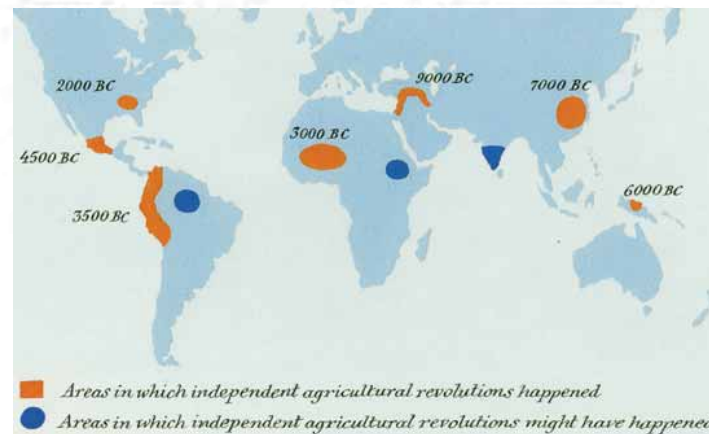 2000 BC
9000 BC
7000 BC
3000 BC
4500 BC
6000 BC
3500 BC
Areas in which independent agricultural revolutions happened
Areas in which independent agricultural revolutions might have happened